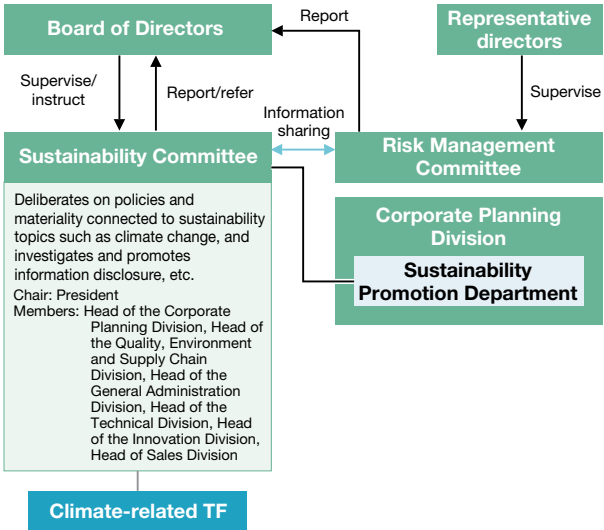 Board of Directors
Report
Representative
directors
Supervise/
instruct
Report/refer
Supervise
Information
sharing
Sustainability Committee
Risk Management
Committee
Deliberates on policies and
materiality connected to sustainability
topics such as climate change, and
investigates and promotes
information disclosure, etc.
Chair: President
Members: Head of the Corporate
Planning Division, Head of
the Quality, Environment
and Supply Chain
Division, Head of the
General Administration
Division, Head of the
Technical Division, Head
of the Innovation Division,
Head of Sales Division
Corporate Planning
Division
Sustainability
Promotion Department
Climate-related TF